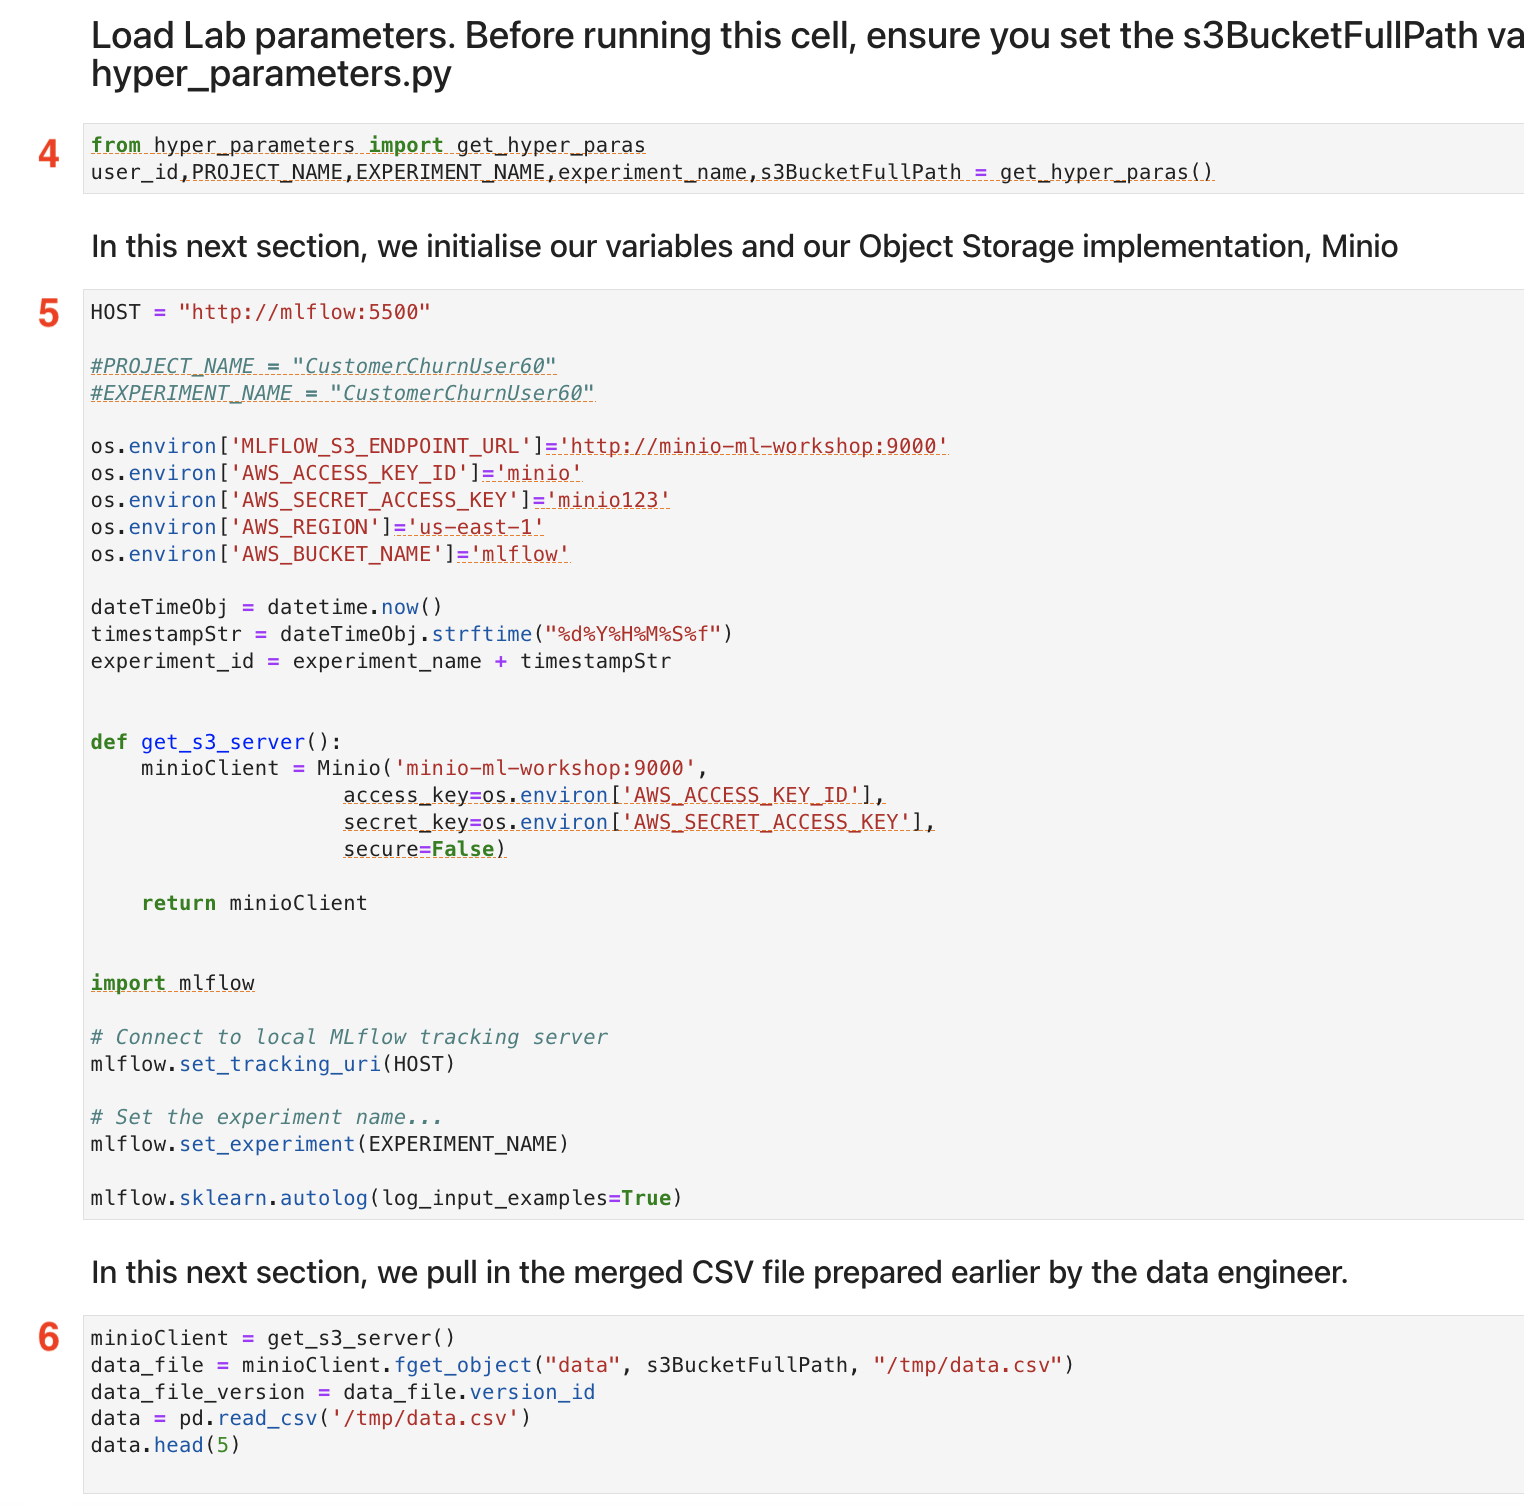 Load Lab parameters. Before running this cell, ensure you set the s3BucketFullPath va
hyper_parameters.py
4
from hyper_parameters import get_hyper_paras
user_id,PROJECT_NAME,EXPERIMENT_NAME,experiment_name,s3BucketFullPath = get_hyper_paras()
In this next section, we initialise our variables and our Object Storage implementation, Minio
5
HOST = "http://mlflow:5500"
#PROJECT_NAME = "CustomerChurnUser60"
#EXPERIMENT_NAME = "CustomerChurnUser60"
os.environ['MLFLOW_S3_ENDPOINT_URL']='http://minio-ml-workshop:9000'
os.environ['AWS_ACCESS_KEY_ID']='minio'
os.environ['AWS_SECRET_ACCESS_KEY']='minio123'
os.environ['AWS_REGION']='us-east-1'
os.environ['AWS_BUCKET_NAME']='mlflow'
dateTimeObj = datetime.now()
timestampStr = dateTimeObj.strftime("%d%Y%H%M%S%f")
experiment_id = experiment_name + timestampStr
def get_s3_server():
    minioClient = Minio('minio-ml-workshop:9000',
                    access_key=os.environ['AWS_ACCESS_KEY_ID'],
                    secret_key=os.environ['AWS_SECRET_ACCESS_KEY'],
                    secure=False)
    return minioClient
import mlflow
# Connect to local MLflow tracking server
mlflow.set_tracking_uri(HOST)
# Set the experiment name...
mlflow.set_experiment(EXPERIMENT_NAME)
mlflow.sklearn.autolog(log_input_examples=True)
In this next section, we pull in the merged CSV file prepared earlier by the data engineer.
6
minioClient = get_s3_server()
data_file = minioClient.fget_object("data", s3BucketFullPath, "/tmp/data.csv")
data_file_version = data_file.version_id
data = pd.read_csv('/tmp/data.csv')
data.head(5)